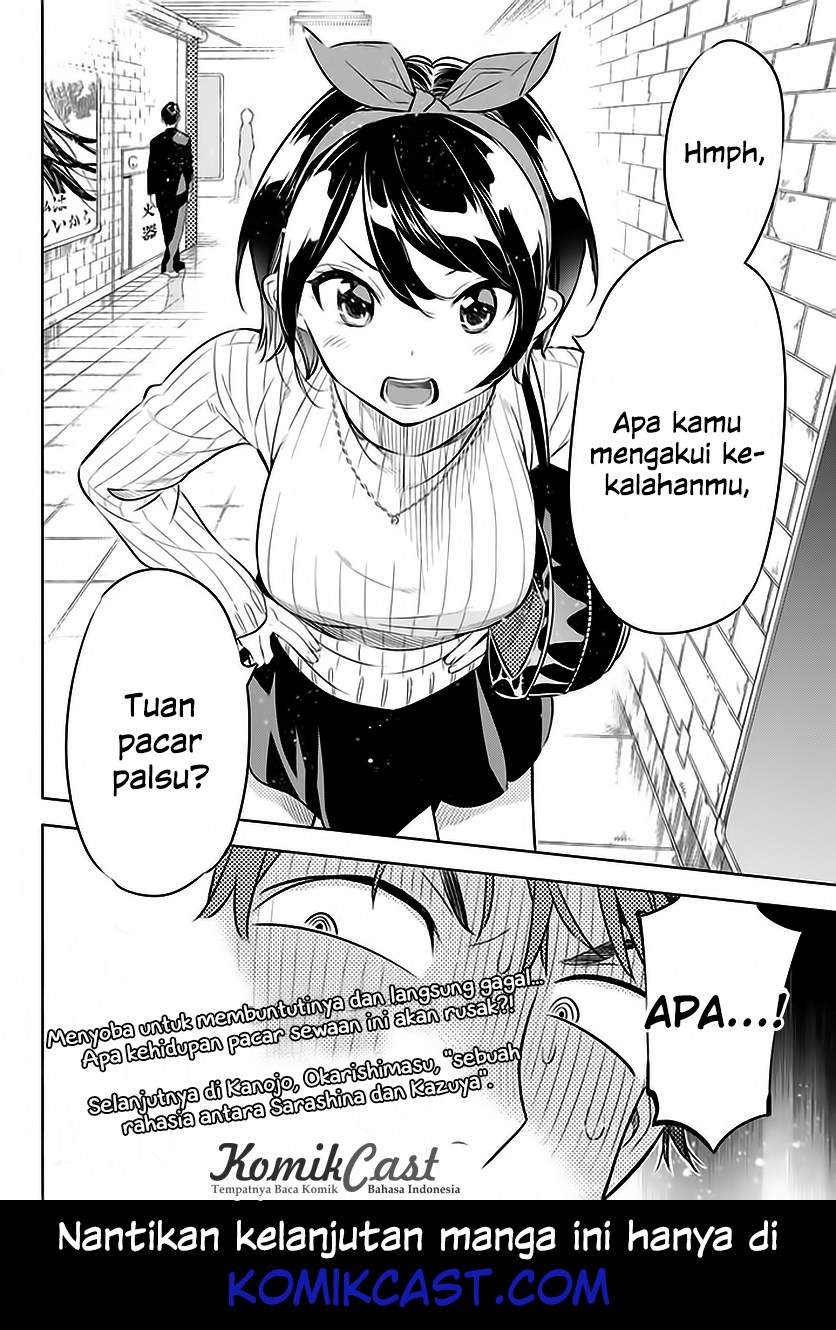 Hmph,
Apa kamu
mengakui ke-
kalahanmu,
Tuan
pacar
palsu?
火
器
APA...!
Menyoba untuk membuntutinya dan langsung gagal...
Apa kehidupan pacar sewaan ini akan rusak?!
Selanjutnya di Kanojo, Okarishimasu, "sebuah
rahasia antara Sarashina dan Kazuya".
KomikCast
Tempatnya Baca Komik Bahasa Indonesia
Nantikan kelanjutan manga ini hanya di
KOMIKCAST.COM